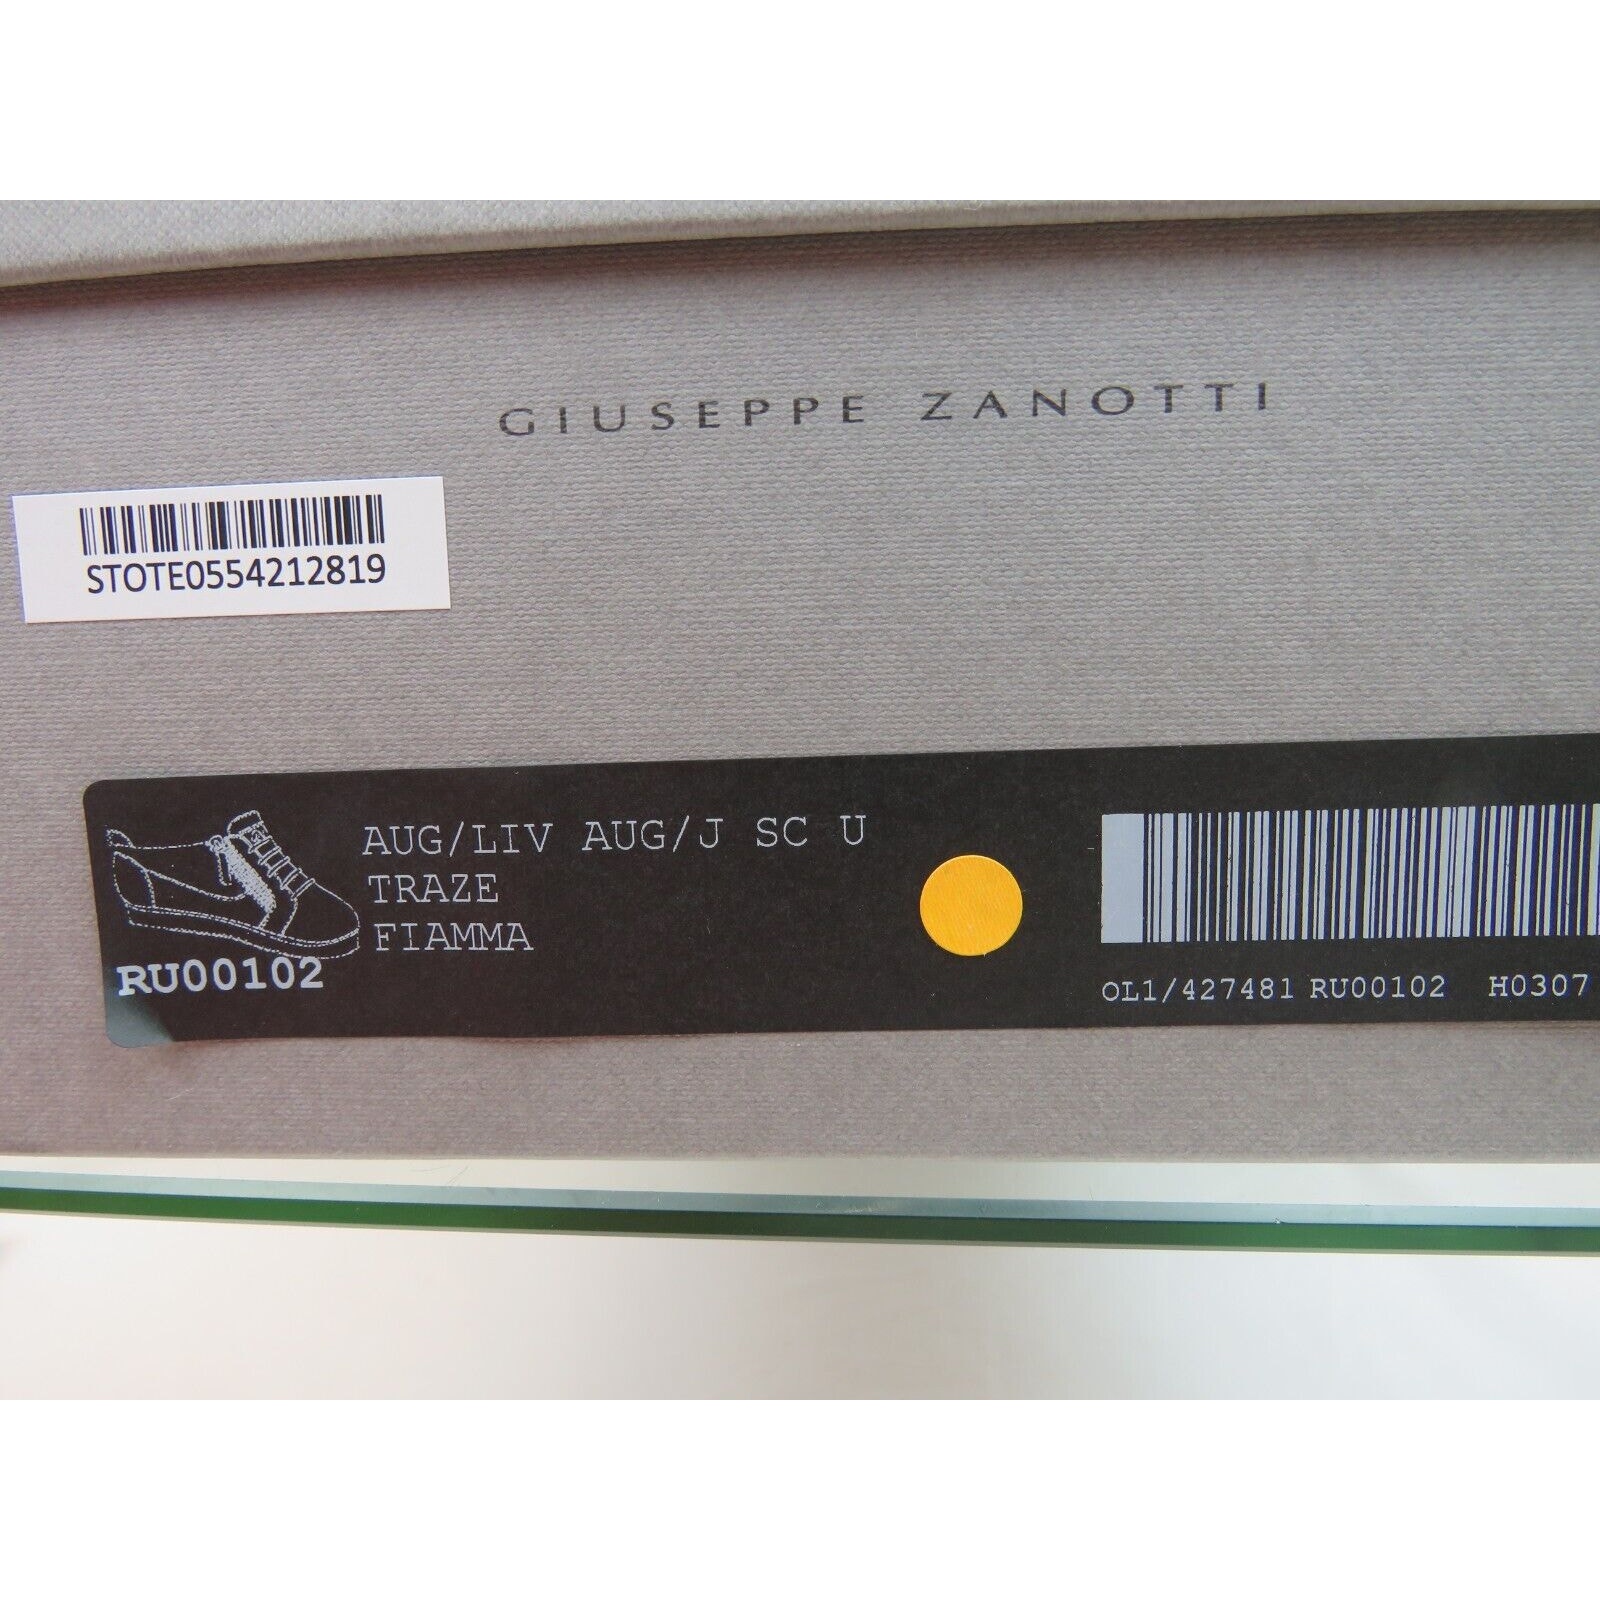 GIUSEPPE ZANOTTI
STOTE0554212819
AUG/LIV AUG/J SC U
TRAZE
FIAMMA
RU00102
OL1/427481 RU00102 H0307